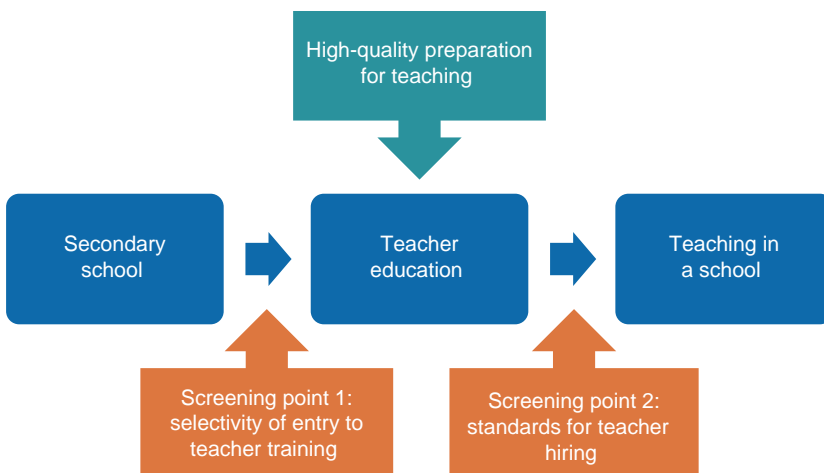 High-quality preparation
for teaching
Secondary
school
Teacher
education
Teaching in
a school
Screening point 1:
selectivity of entry to
teacher training
Screening point 2:
standards for teacher
hiring